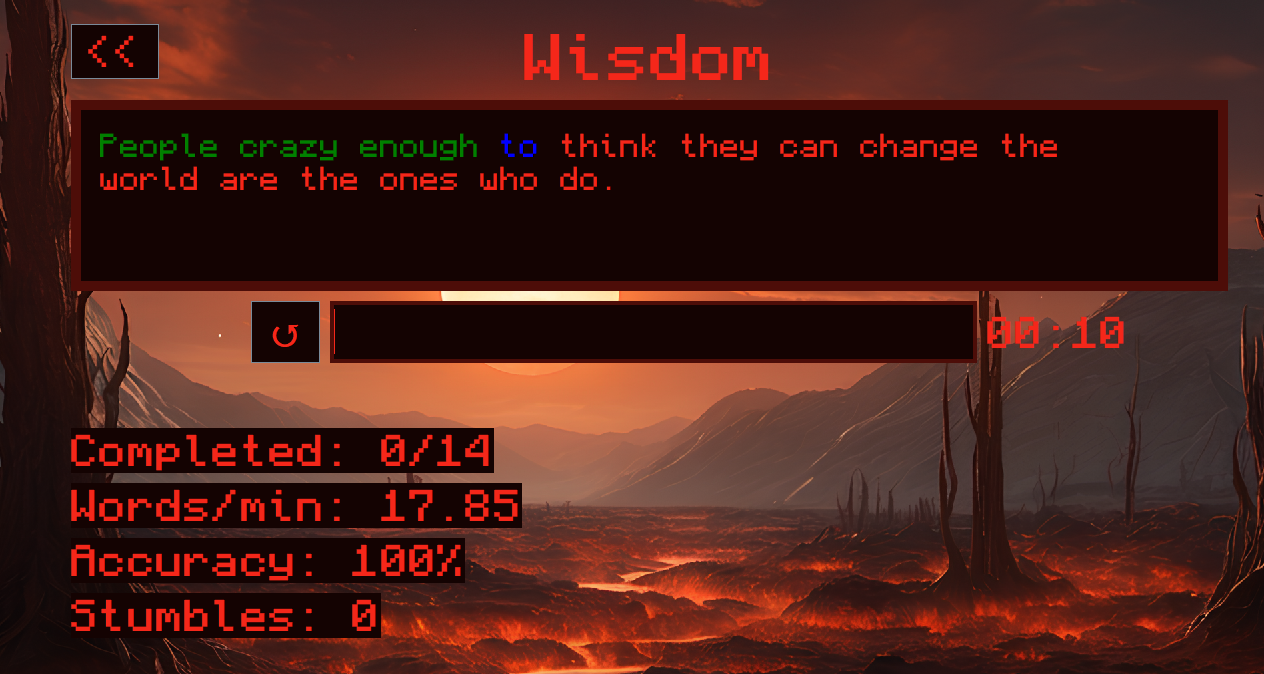 <<
Wisdom
People crazy enough to think they can change the
world are the ones who do.
↺
00:10
Completed: 0/14
Words/min: 17.85
Accuracy: 100%
Stumbles: 0